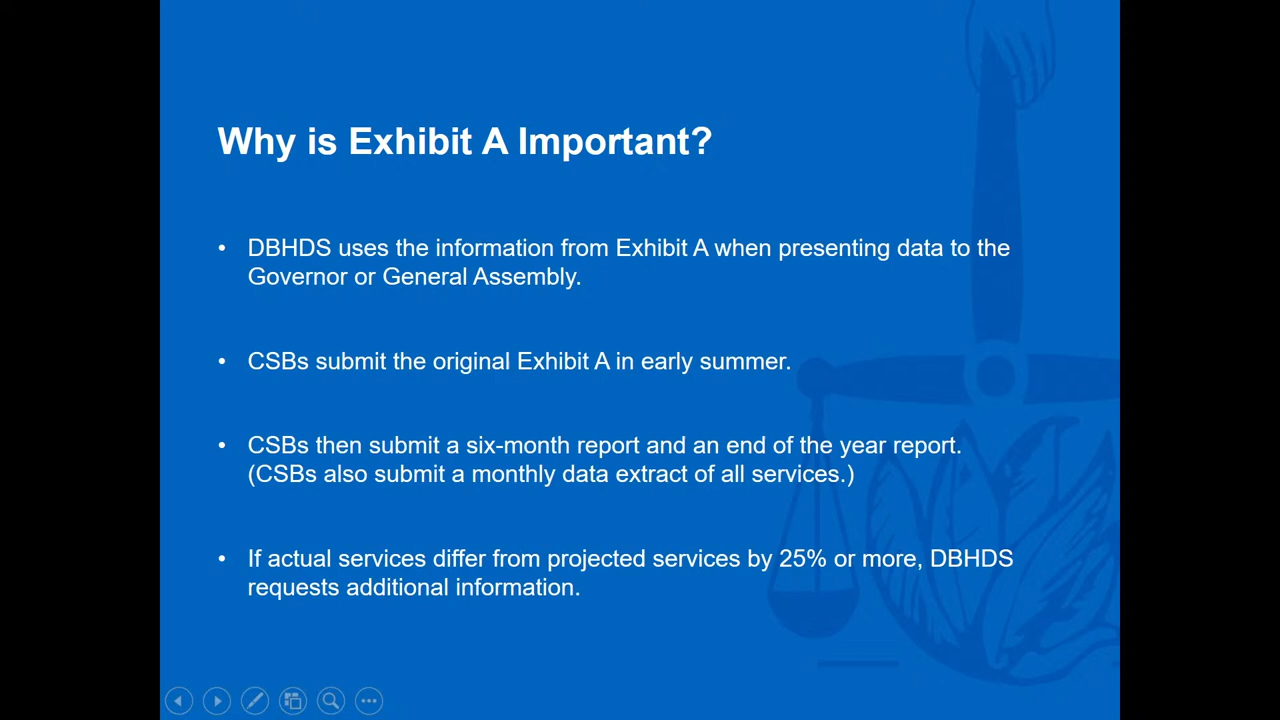 Why is Exhibit A Important?
• DBHDS uses the information from Exhibit A when presenting data to the
Governor or General Assembly.
• CSBs submit the original Exhibit A in early summer.
• CSBs then submit a six-month report and an end of the year report.
(CSBs also submit a monthly data extract of all services.)
• If actual services differ from projected services by 25% or more, DBHDS
requests additional information.